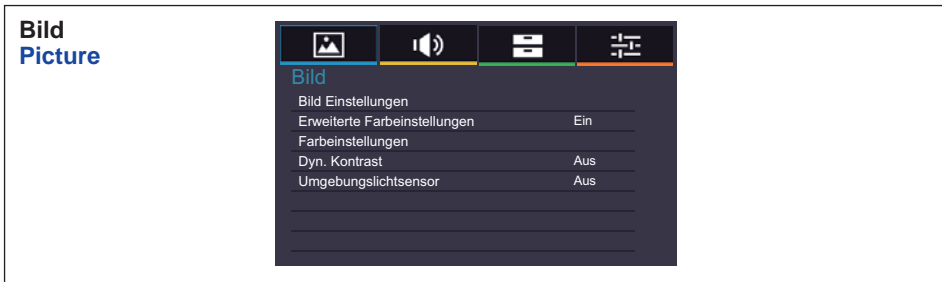 Bild
Picture
Bild
Bild Einstellungen
Erweiterte Farbeinstellungen Ein
Farbeinstellungen
Dyn. Kontrast Aus
Umgebungslichtsensor Aus